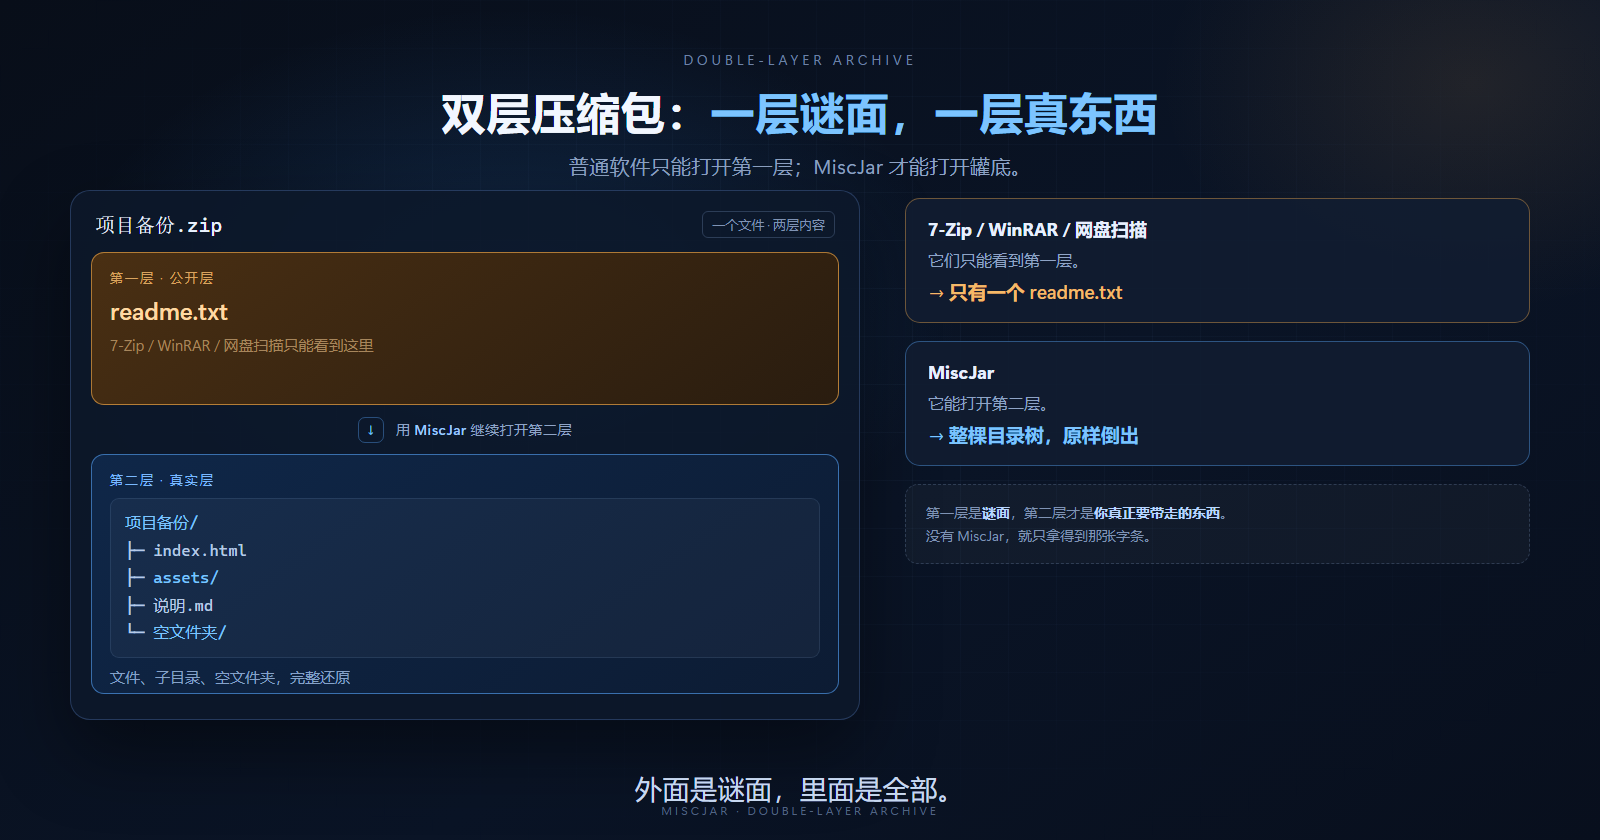 DOUBLE-LAYER ARCHIVE
双层压缩包：一层谜面，一层真东西
普通软件只能打开第一层；MiscJar 才能打开罐底。
项目备份.zip
一个文件 · 两层内容
第一层 · 公开层
readme.txt
7-Zip / WinRAR / 网盘扫描只能看到这里
↓ 用 MiscJar 继续打开第二层
第二层 · 真实层
项目备份/
├─ index.html
├─ assets/
├─ 说明.md
└─ 空文件夹/
文件、子目录、空文件夹，完整还原
7-Zip / WinRAR / 网盘扫描
它们只能看到第一层。
→ 只有一个 readme.txt
MiscJar
它能打开第二层。
→ 整棵目录树，原样倒出
第一层是谜面，第二层才是你真正要带走的东西。
没有 MiscJar，就只拿得到那张字条。
外面是谜面，里面是全部。
MISCJAR · DOUBLE-LAYER ARCHIVE